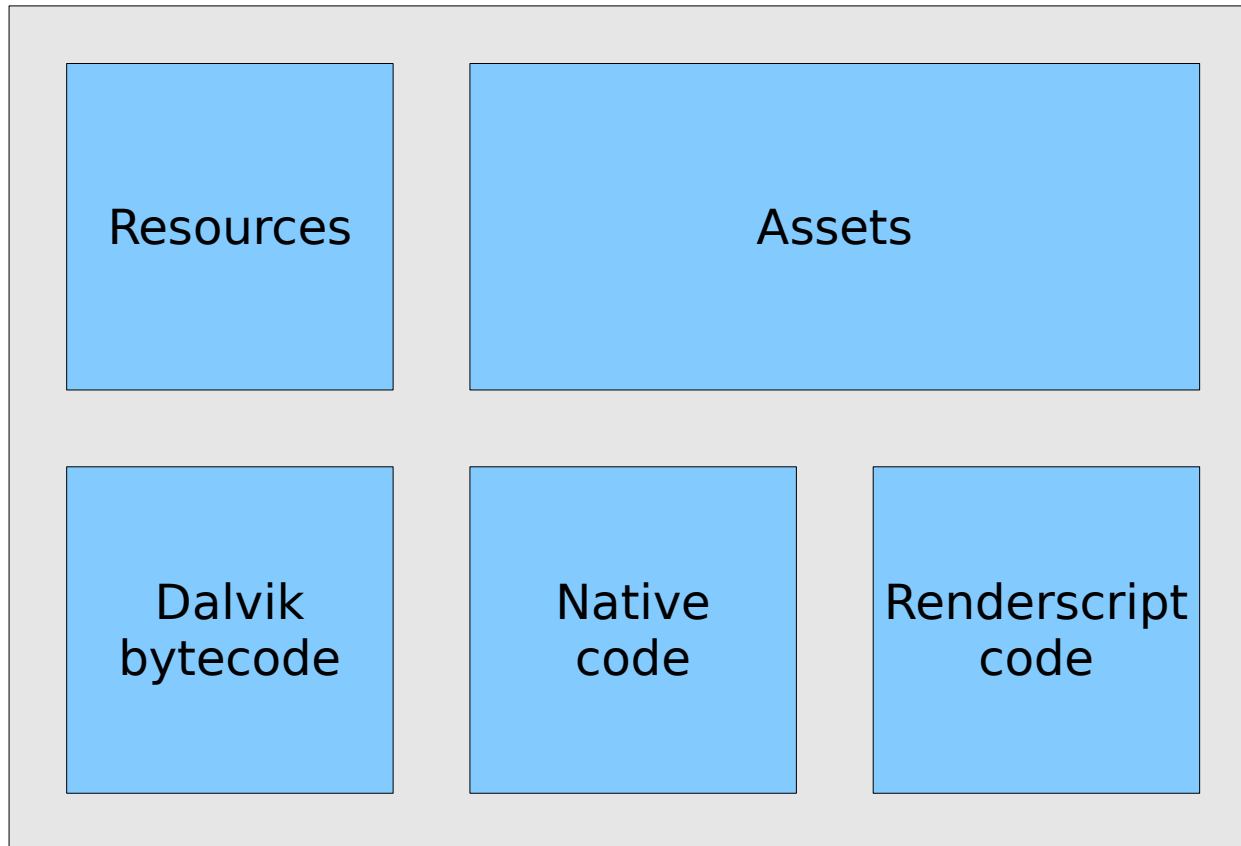 Resources
Assets
Dalvik
bytecode
Native
code
Renderscript
code